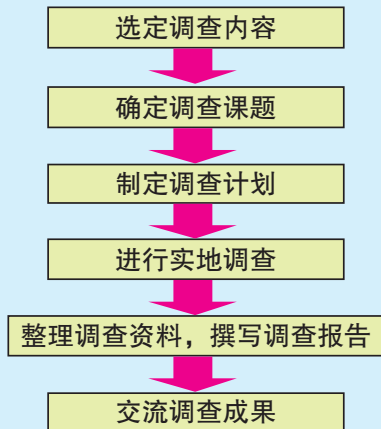 选定调查内容
确定调查课题
制定调查计划
进行实地调查
整理调查资料，撰写调查报告
交流调查成果